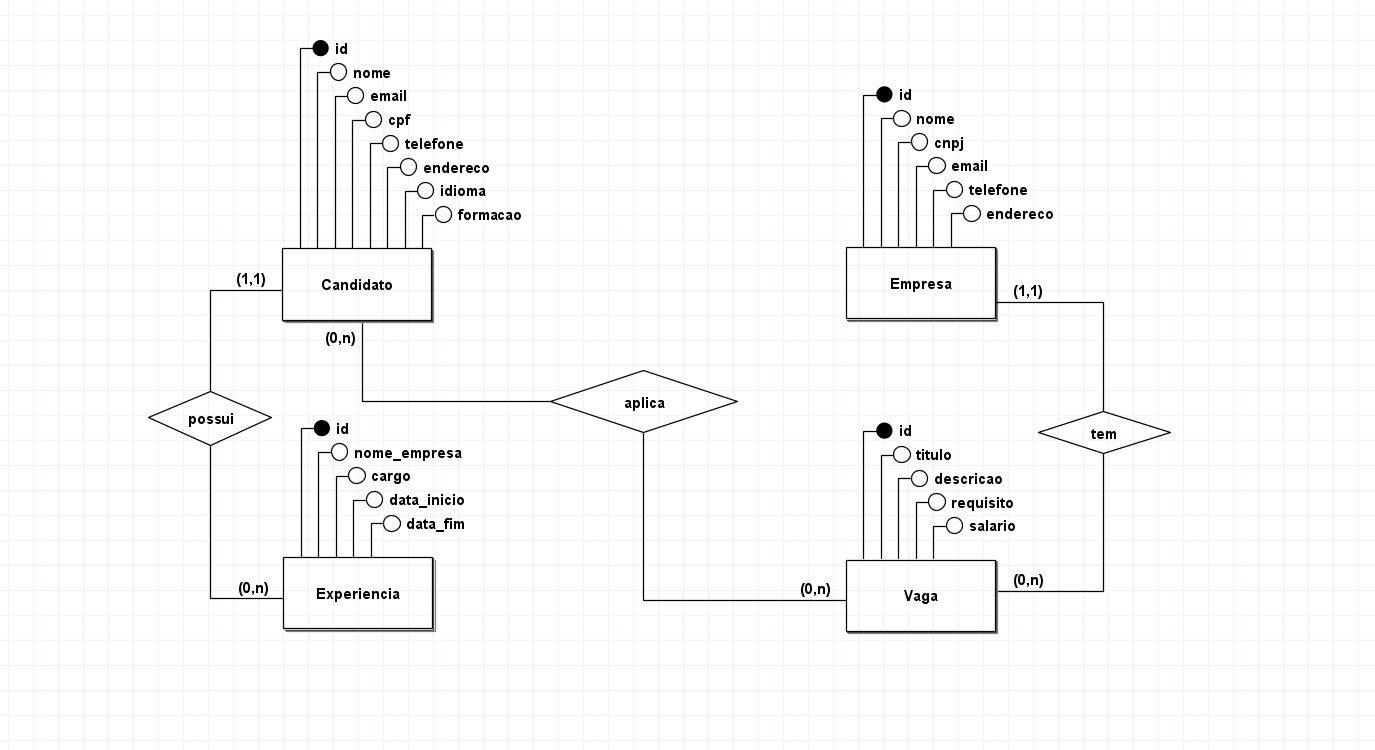 id
nome
email
cpf
telefone
endereco
idioma
formacao
Candidato
(1,1)
(0,n)
id
nome
cnpj
email
telefone
endereco
Empresa
(1,1)
possui
aplica
tem
id
nome_empresa
cargo
data_inicio
data_fim
Experiencia
(0,n)
id
titulo
descricao
requisito
salario
Vaga
(0,n)
(0,n)